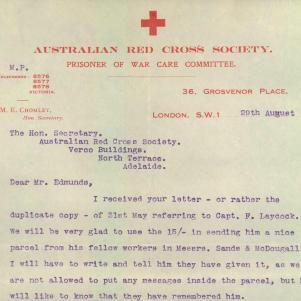 AUSTRALIAN RED CROSS SOCIETY.
PRISONER OF WAR CARE COMMITTEE.
M.P.
TELEPHONES: 8576
8577
8578
VICTORIA.
36, GROSVENOR PLACE,
M. E. CHOMLEY,
Hon. Secretary.
LONDON, S.W.1 29th August
The Hon. Secretary.
Australian Red Cross Society.
Verco Buildings.
North Terrace.
Adelaide.
Dear Mr. Edmunds,
I received your letter - or rather the
duplicate copy - of 21st May referring to Capt. F. Laycock.
We will be very glad to use the 15/- in sending him a nice
parcel from his fellow workers in Messrs. Sands & McDougall
I will have to write and tell him they have given it, as we
are not allowed to put any messages inside the parcel, but
will like to know that they have remembered him.